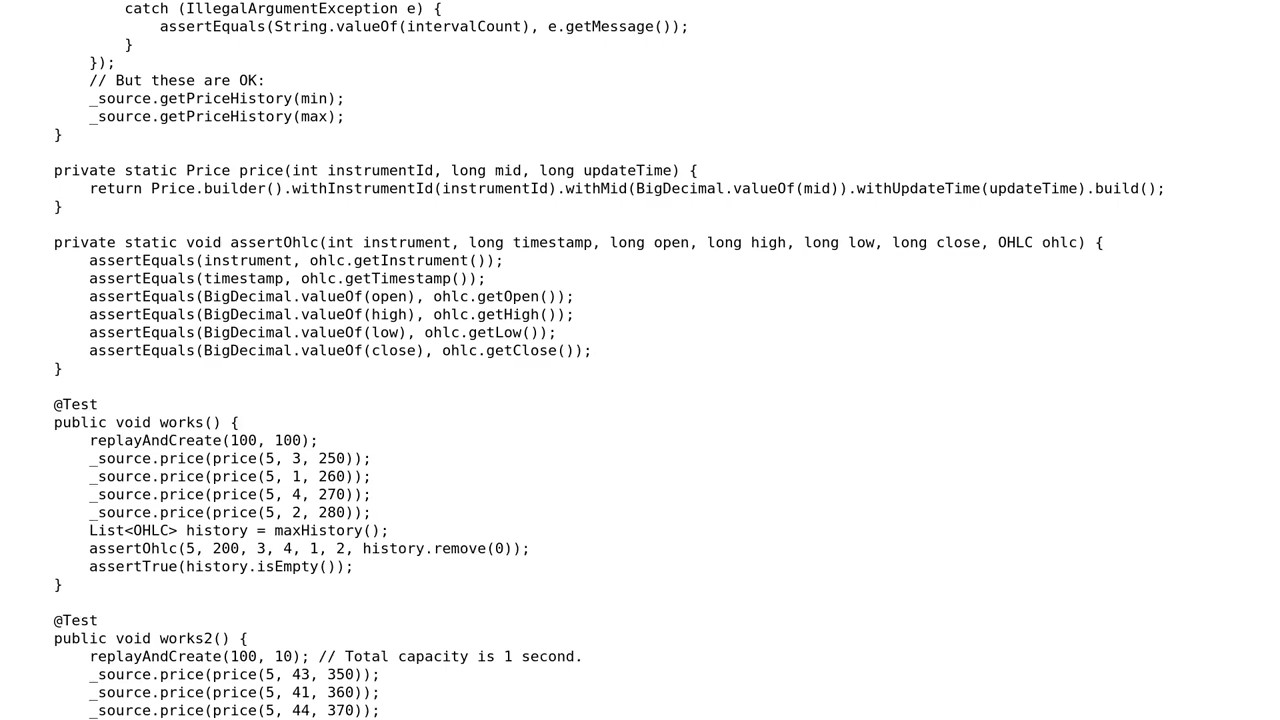 catch (IllegalArgumentException e) {
assertEquals(String.valueOf(intervalCount), e.getMessage());
}
});
// But these are OK:
_source.getPriceHistory(min);
_source.getPriceHistory(max);
}
private static Price price(int instrumentId, long mid, long updateTime) {
return Price.builder().withInstrumentId(instrumentId).withMid(BigDecimal.valueOf(mid)).withUpdateTime(updateTime).build();
}
private static void assertOhlc(int instrument, long timestamp, long open, long high, long low, long close, OHLC ohlc) {
assertEquals(instrument, ohlc.getInstrument());
assertEquals(timestamp, ohlc.getTimestamp());
assertEquals(BigDecimal.valueOf(open), ohlc.getOpen());
assertEquals(BigDecimal.valueOf(high), ohlc.getHigh());
assertEquals(BigDecimal.valueOf(low), ohlc.getLow());
assertEquals(BigDecimal.valueOf(close), ohlc.getClose());
}
@Test
public void works() {
replayAndCreate(100, 100);
_source.price(price(5, 3, 250));
_source.price(price(5, 1, 260));
_source.price(price(5, 4, 270));
_source.price(price(5, 2, 280));
List<OHLC> history = maxHistory();
assertOhlc(5, 200, 3, 4, 1, 2, history.remove(0));
assertTrue(history.isEmpty());
}
@Test
public void works2() {
replayAndCreate(100, 10); // Total capacity is 1 second.
_source.price(price(5, 43, 350));
_source.price(price(5, 41, 360));
_source.price(price(5, 44, 370));